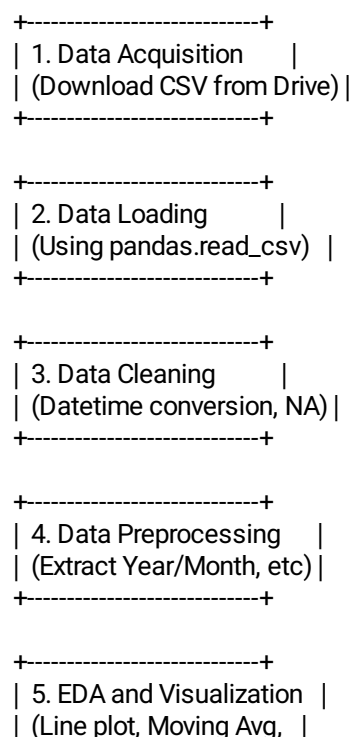 +-----------------------------+
| 1. Data Acquisition       |
| (Download CSV from Drive) |
+-----------------------------+
+-----------------------------+
| 2. Data Loading           |
| (Using pandas.read_csv)   |
+-----------------------------+
+-----------------------------+
| 3. Data Cleaning         |
| (Datetime conversion, NA) |
+-----------------------------+
+-----------------------------+
| 4. Data Preprocessing     |
| (Extract Year/Month, etc) |
+-----------------------------+
+-----------------------------+
| 5. EDA and Visualization   |
| (Line plot, Moving Avg,   |